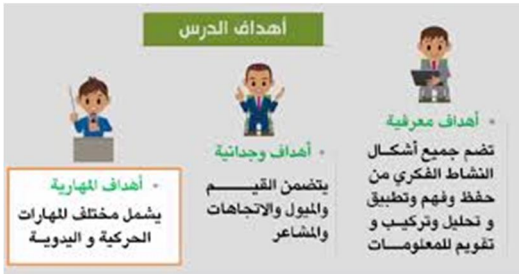 أهداف الدرس
• أهداف معرفية
تضم جميع أشكال
النشاط الفكري من
حفظ وفهم وتطبيق
و تحليل وتركيب و
تقويم للمعلومات
• أهداف وجدانية
يتضمن القيم
والميول والاتجاهات
والمشاعر
• أهداف المهارية
يشمل مختلف المهارات
الحركية و اليدوية